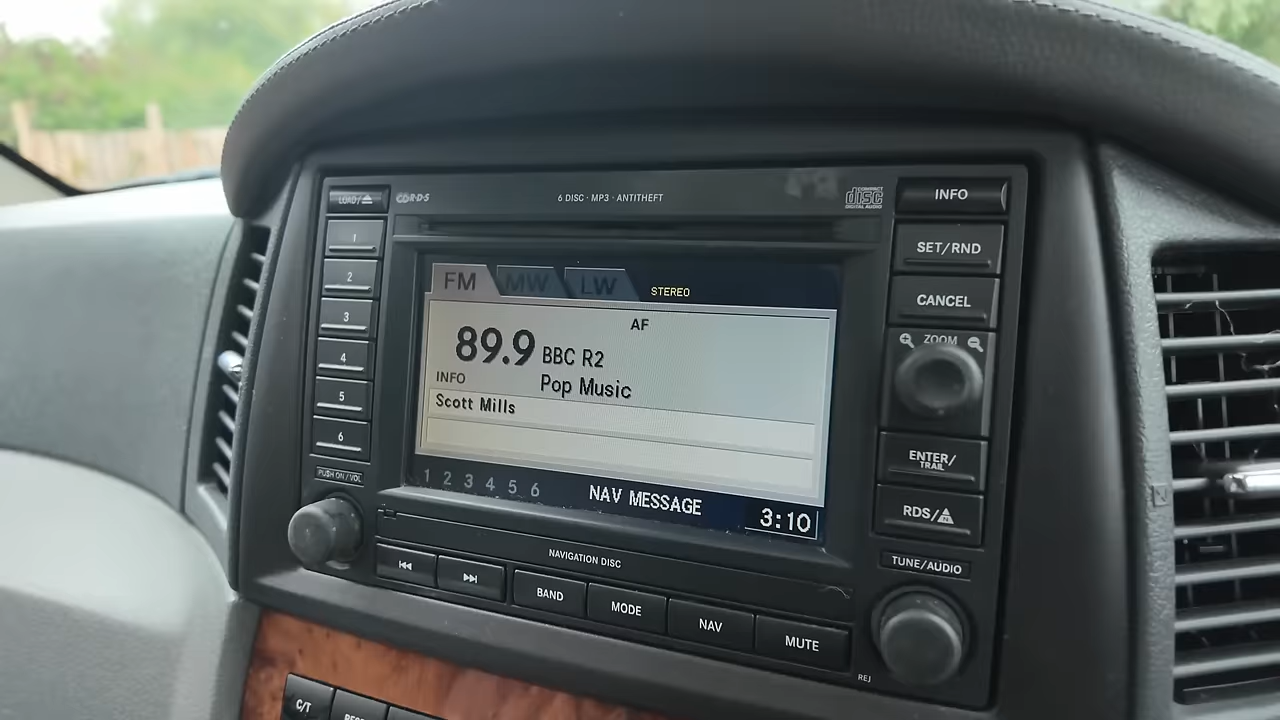 LOAD/⏏
RDS
6 DISC · MP3 · ANTITHEFT
COMPACT
disc
DIGITAL AUDIO
INFO
1
2
3
4
5
6
SET/RND
CANCEL
ZOOM
ENTER/
TRAIL
RDS/
PUSH ON / VOL
TUNE/AUDIO
FM MW LW STEREO
AF
89.9 BBC R2
INFO Pop Music
Scott Mills
1 2 3 4 5 6 NAV MESSAGE 3:10
NAVIGATION DISC
BAND
MODE
NAV
MUTE
REJ
C/T